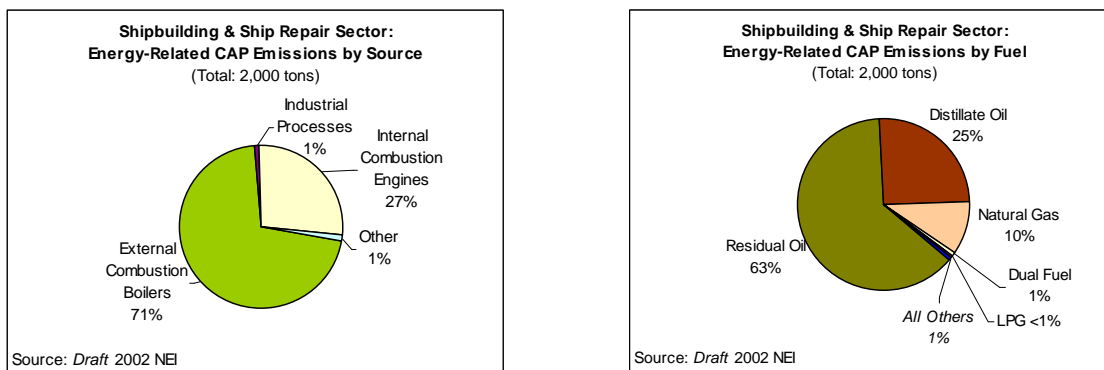 Shipbuilding & Ship Repair Sector:
Energy-Related CAP Emissions by Source
(Total: 2,000 tons)
Industrial
Processes
1%
Internal
Combustion
Engines
27%
Other
1%
External
Combustion
Boilers
71%
Source: Draft 2002 NEI
Shipbuilding & Ship Repair Sector:
Energy-Related CAP Emissions by Fuel
(Total: 2,000 tons)
Distillate Oil
25%
Natural Gas
10%
Residual Oil
63%
Dual Fuel
1%
LPG <1%
All Others
1%
Source: Draft 2002 NEI